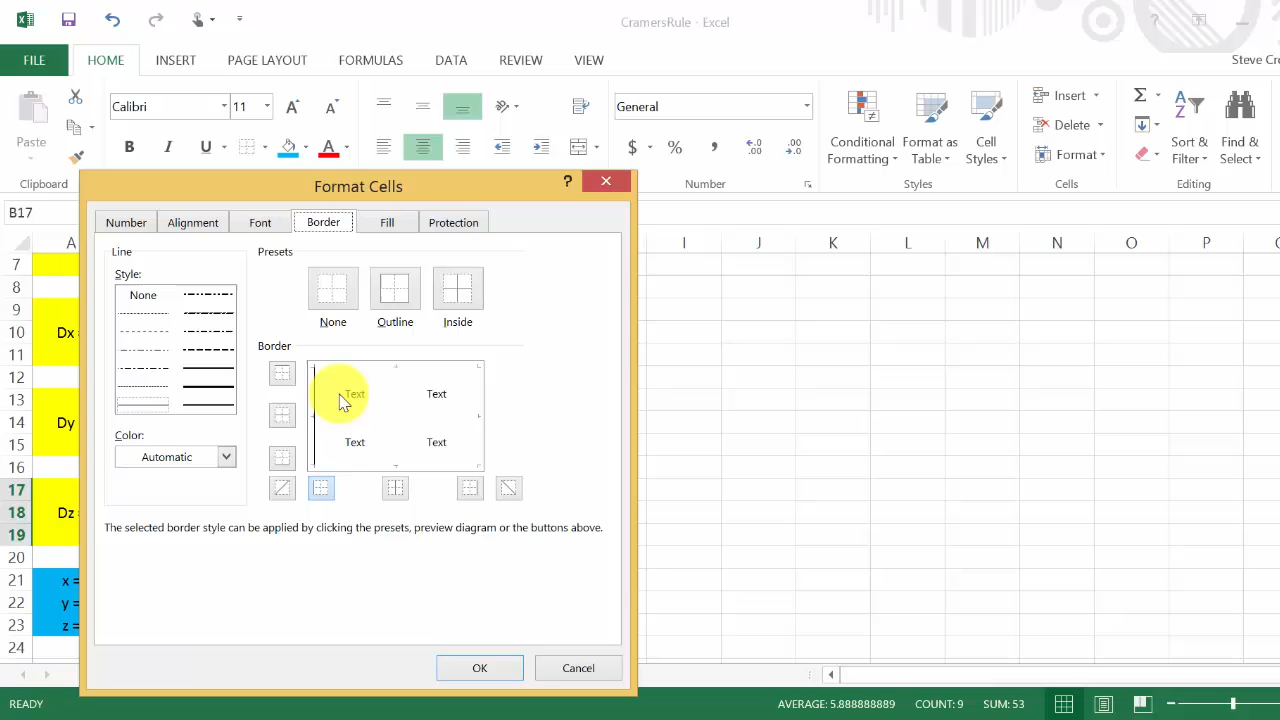 CramersRule - Excel
?
FILE HOME INSERT PAGE LAYOUT FORMULAS DATA REVIEW VIEW
Steve Cr
Paste
Calibri 11
B I U A
General
$ % ,
Conditional Formatting
Format as Table
Cell Styles
Insert
Delete
Format
Sort & Filter
Find & Select
Clipboard Number Styles Cells Editing
B17
Format Cells
?
Number Alignment Font Border Fill Protection
Line
Style:
None
Color:
Automatic
Presets
None Outline Inside
Border
Text Text
Text Text
The selected border style can be applied by clicking the presets, preview diagram or the buttons above.
OK Cancel
A I J K L M N O P
7
8
9
10 Dx =
11
12
13
14 Dy
15
16
17
18 Dz =
19
20
21 x =
22 y =
23 z =
24
READY
AVERAGE: 5.888888889 COUNT: 9 SUM: 53